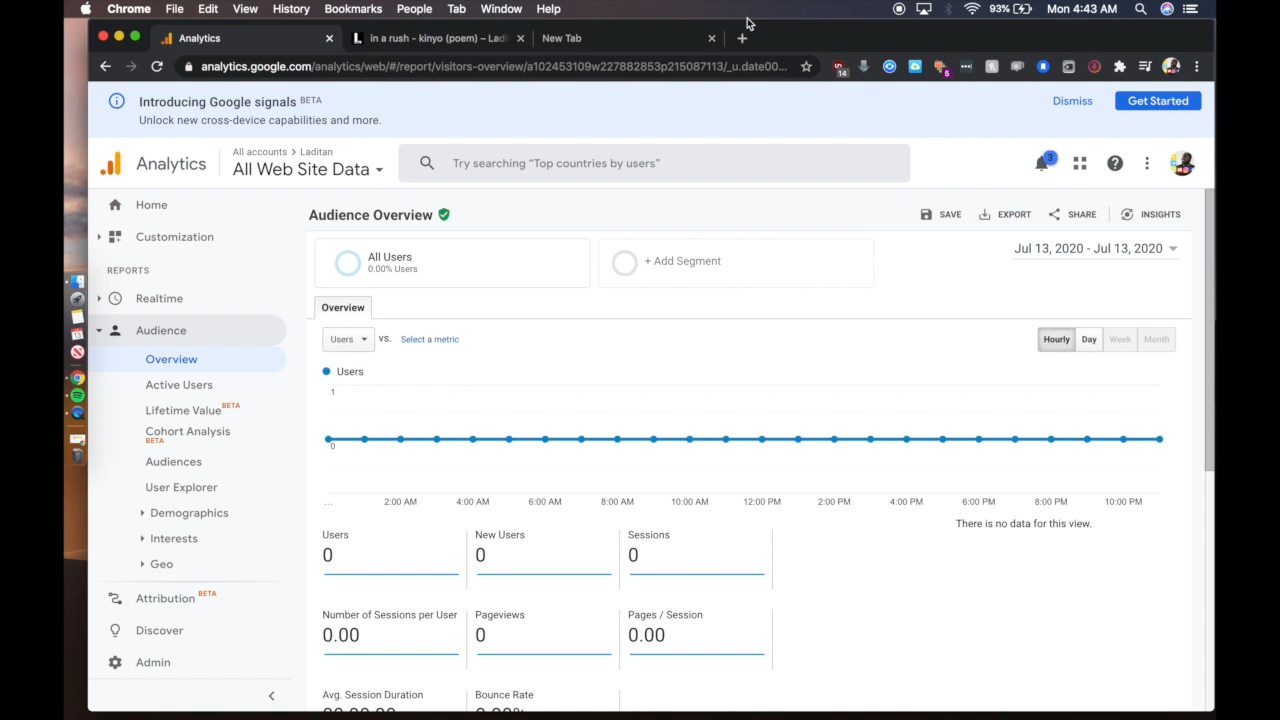 Chrome File Edit View History Bookmarks People Tab Window Help 93% Mon 4:43 AM
Analytics in a rush - kinyo (poem) – Ladi New Tab
analytics.google.com/analytics/web/#/report/visitors-overview/a102453109w227882853p215087113/_u.date00... 14 5
Introducing Google signals BETA
Unlock new cross-device capabilities and more.
Dismiss Get Started
Analytics
All accounts > Laditan
All Web Site Data
Try searching “Top countries by users”
3
Home
Customization
REPORTS
Realtime
Audience
Overview
Active Users
Lifetime Value BETA
Cohort Analysis
BETA
Audiences
User Explorer
Demographics
Interests
Geo
Attribution BETA
Discover
Admin
Audience Overview
SAVE EXPORT SHARE INSIGHTS
All Users
0.00% Users
+ Add Segment
Jul 13, 2020 - Jul 13, 2020
Overview
Users VS. Select a metric
Hourly Day Week Month
Users
1
0
... 2:00 AM 4:00 AM 6:00 AM 8:00 AM 10:00 AM 12:00 PM 2:00 PM 4:00 PM 6:00 PM 8:00 PM 10:00 PM
There is no data for this view.
Users New Users Sessions
0 0 0
Number of Sessions per User Pageviews Pages / Session
0.00 0 0.00
Avg. Session Duration Bounce Rate